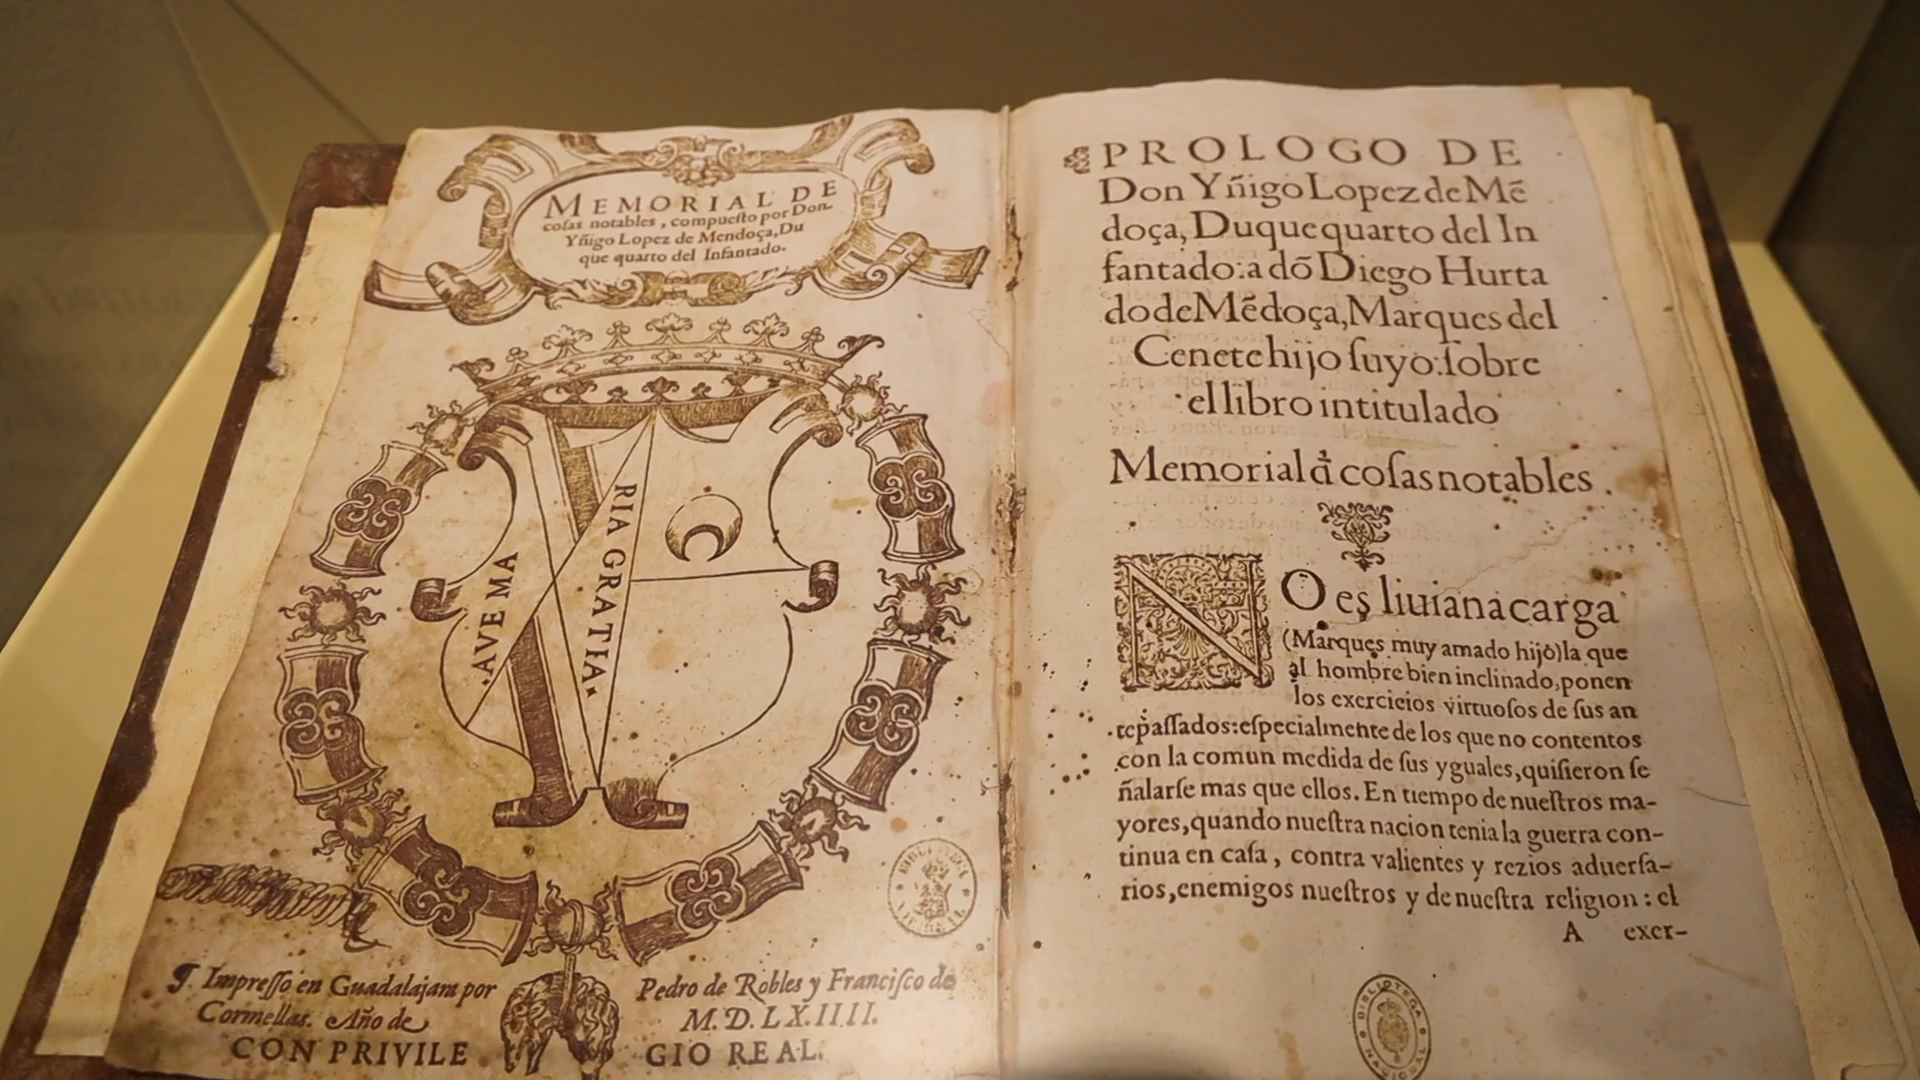 MEMORIAL DE
coſas notables, compueſto por Don
Yñigo Lopez de Mendoça, Du
que quarto del Infantado.
.AVE MA
RIA GRATIA.
Impreſſo en Guadalajara por Pedro de Robles y Franciſco de
Cormellas. Año de M.D.LXIIII.
CON PRIVILE GIO REAL.
PROLOGO DE
Don Yñigo Lopez de Mẽ
doça, Duque quarto del In
fantado: a dõ Diego Hurta
do de Mẽdoça, Marques del
Cenete hijo ſuyo: ſobre
el libro intitulado
Memorial đ coſas notables.
NO es liuiana carga
(Marques muy amado hijo) la que
al hombre bien inclinado, ponen
los exercicios virtuoſos de ſus an
tepaſſados: eſpecialmente de los que no contentos
con la comun medida de ſus yguales, quiſieron ſe
ñalarſe mas que ellos. En tiempo de nueſtros ma-
yores, quando nueſtra nacion tenia la guerra con-
tinua en caſa, contra valientes y rezios aduerſa-
rios, enemigos nueſtros y de nueſtra religion: el
A exer-
BIBLIOTECA NACIONAL